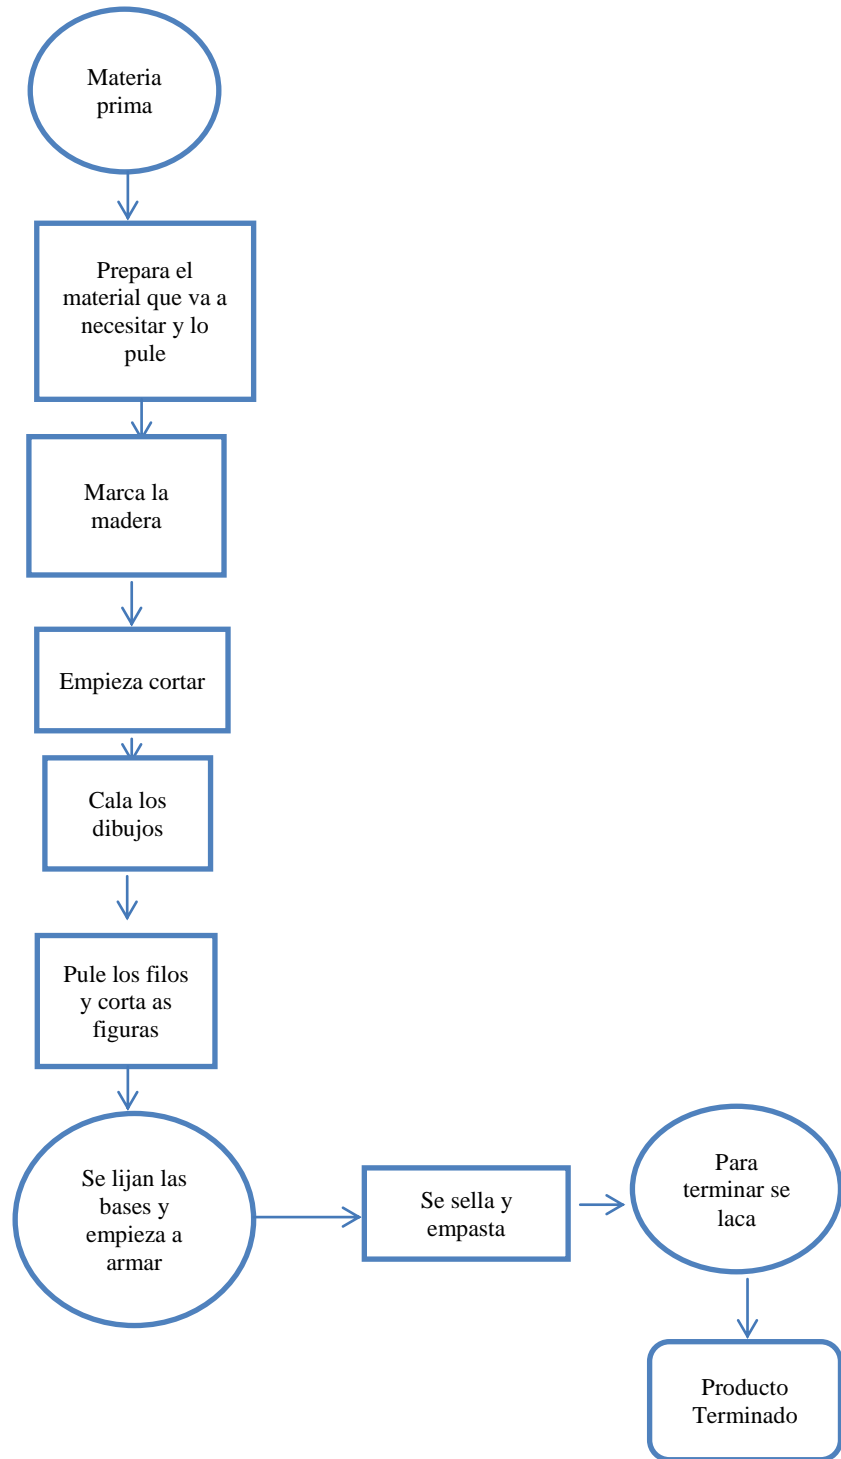 Materia
prima
Prepara el
material que va a
necesitar y lo
pule
Marca la
madera
Empieza cortar
Cala los
dibujos
Pule los filos
y corta as
figuras
Se lijan las
bases y
empieza a
armar
Se sella y
empasta
Para
terminar se
laca
Producto
Terminado